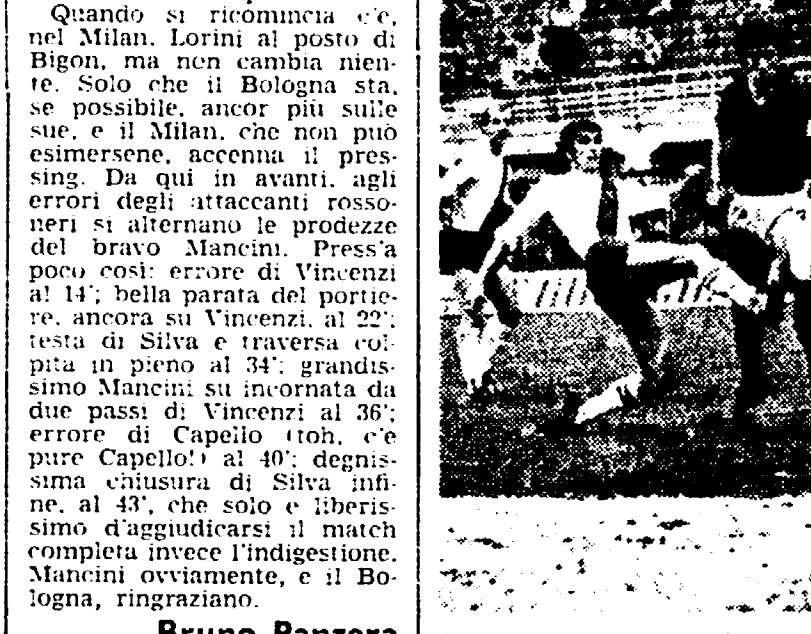 Quando si ricomincia c'è,
nel Milan, Lorini al posto di
Bigon, ma non cambia nien-
te. Solo che il Bologna sta,
se possibile, ancor più sulle
sue, e il Milan, che non può
esimersene, accenna il pres-
sing. Da qui in avanti, agli
errori degli attaccanti rosso-
neri si alternano le prodezze
del bravo Mancini. Press'a
poco così: errore di Vincenzi
al 14'; bella parata del portie-
re, ancora su Vincenzi, al 22';
testa di Silva e traversa col-
pita in pieno al 34'; grandis-
simo Mancini su incornata da
due passi di Vincenzi al 36';
errore di Capello (toh, c'è
pure Capello!) al 40'; degnis-
sima chiusura di Silva infi-
ne, al 43', che solo e liberis-
simo d'aggiudicarsi il match
completa invece l'indigestione.
Mancini ovviamente, e il Bo-
logna, ringraziano.
Bruno Panzera